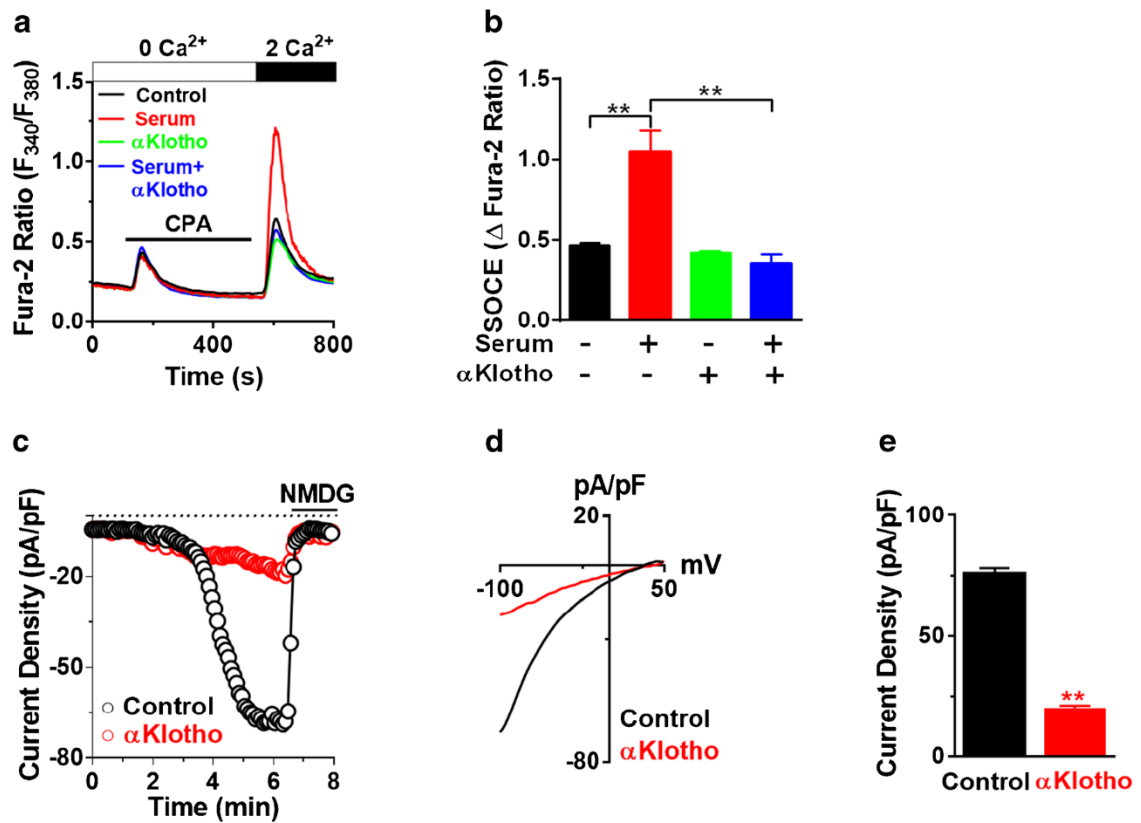 a
0 Ca²⁺ 2 Ca²⁺
1.5
1.0
0.5
0.0
Fura-2 Ratio (F₃₄₀/F₃₈₀)
Control
Serum
αKlotho
Serum+
αKlotho
CPA
0 400 800
Time (s)
b
1.5
1.0
0.5
0.0
SOCE (Δ Fura-2 Ratio)
** **
Serum - + - +
αKlotho - - + +
c
NMDG
-20
-50
-80
Current Density (pA/pF)
Control
αKlotho
0 2 4 6 8
Time (min)
d
pA/pF
20
mV
-100 50
Control
αKlotho
-80
e
100
50
0
Current Density (pA/pF)
**
Control αKlotho